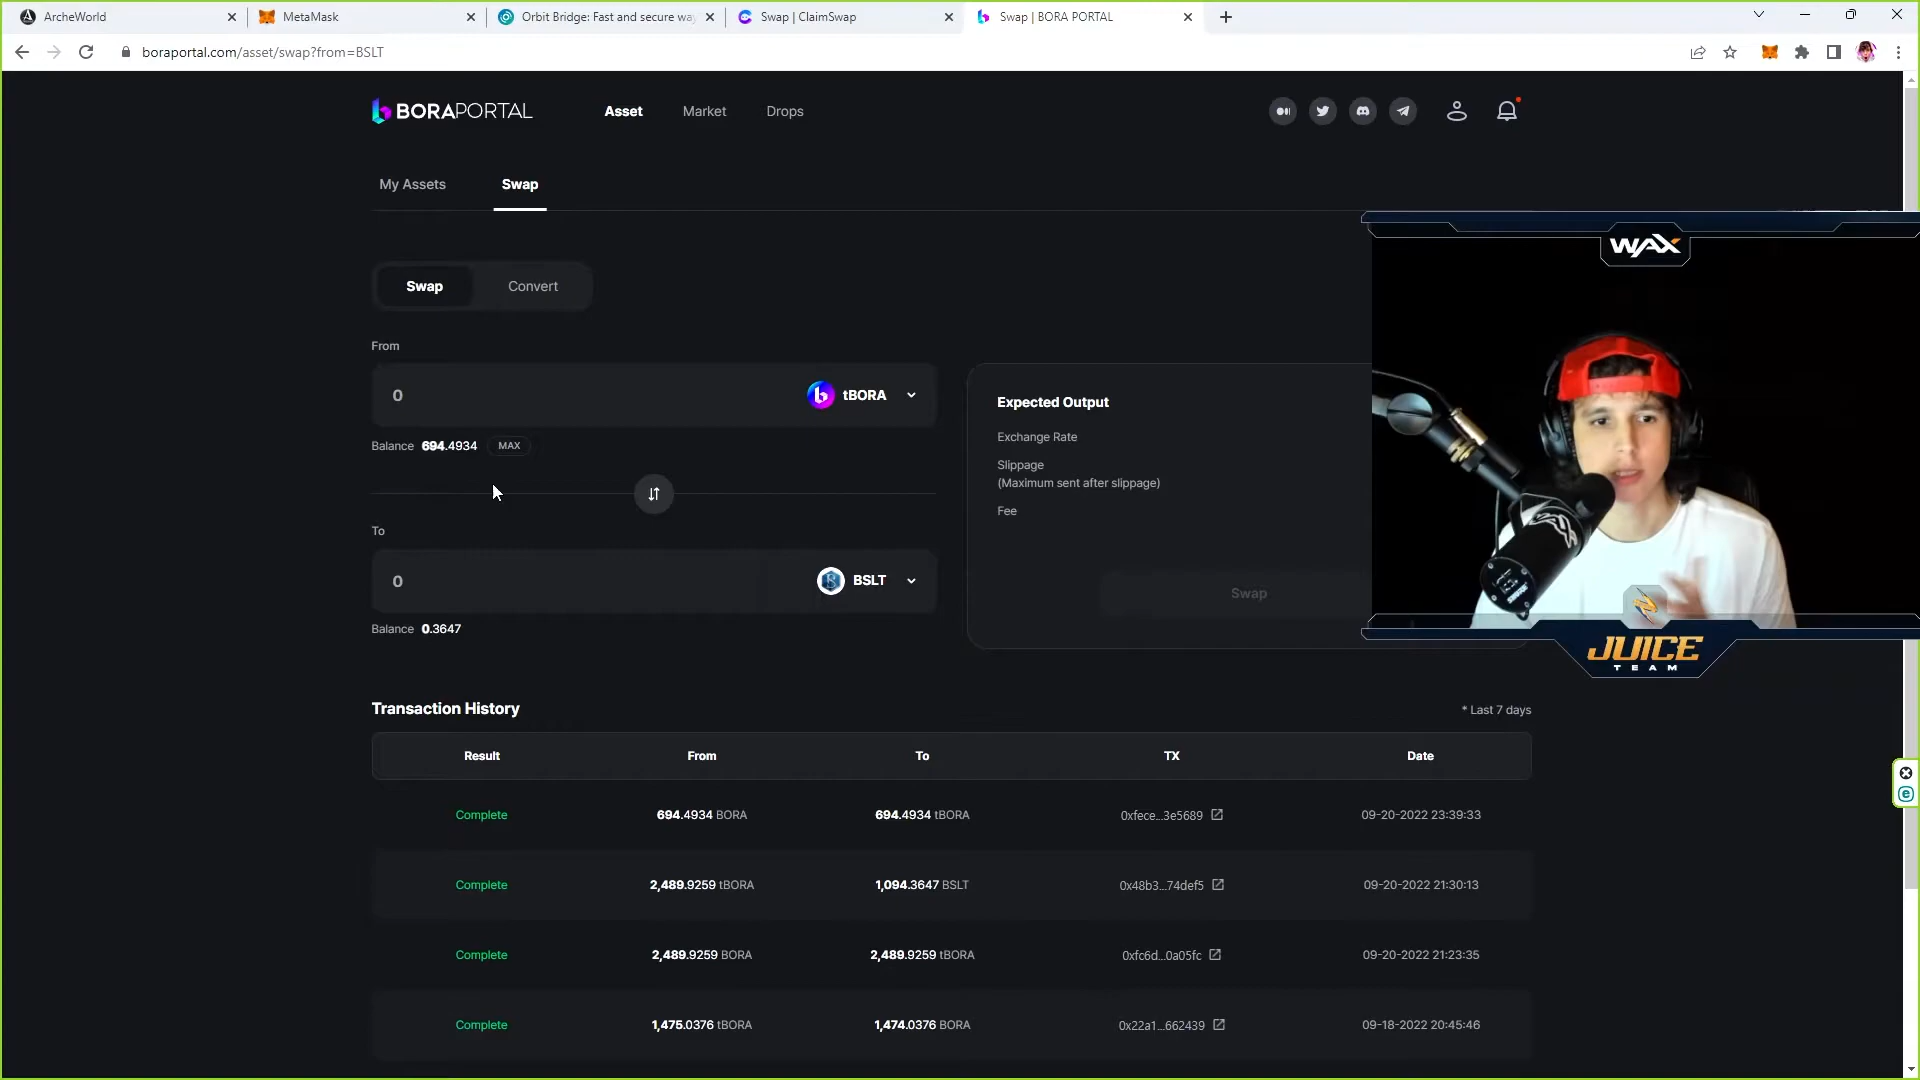 ArcheWorld
MetaMask
Orbit Bridge: Fast and secure wa
Swap | ClaimSwap
Swap | BORA PORTAL
boraportal.com/asset/swap?from=BSLT
BORAPORTAL
Asset
Market
Drops
My Assets
Swap
Swap
Convert
From
0
tBORA
Balance 694.4934 MAX
To
0
BSLT
Balance 0.3647
Expected Output
Exchange Rate
Slippage
(Maximum sent after slippage)
Fee
Swap
WAX
JUICE
TEAM
Transaction History
* Last 7 days
Result From To TX Date
Complete 694.4934 BORA 694.4934 tBORA 0xfece...3e5689 09-20-2022 23:39:33
Complete 2,489.9259 tBORA 1,094.3647 BSLT 0x48b3...74def5 09-20-2022 21:30:13
Complete 2,489.9259 BORA 2,489.9259 tBORA 0xfc6d...0a05fc 09-20-2022 21:23:35
Complete 1,475.0376 tBORA 1,474.0376 BORA 0x22a1...662439 09-18-2022 20:45:46